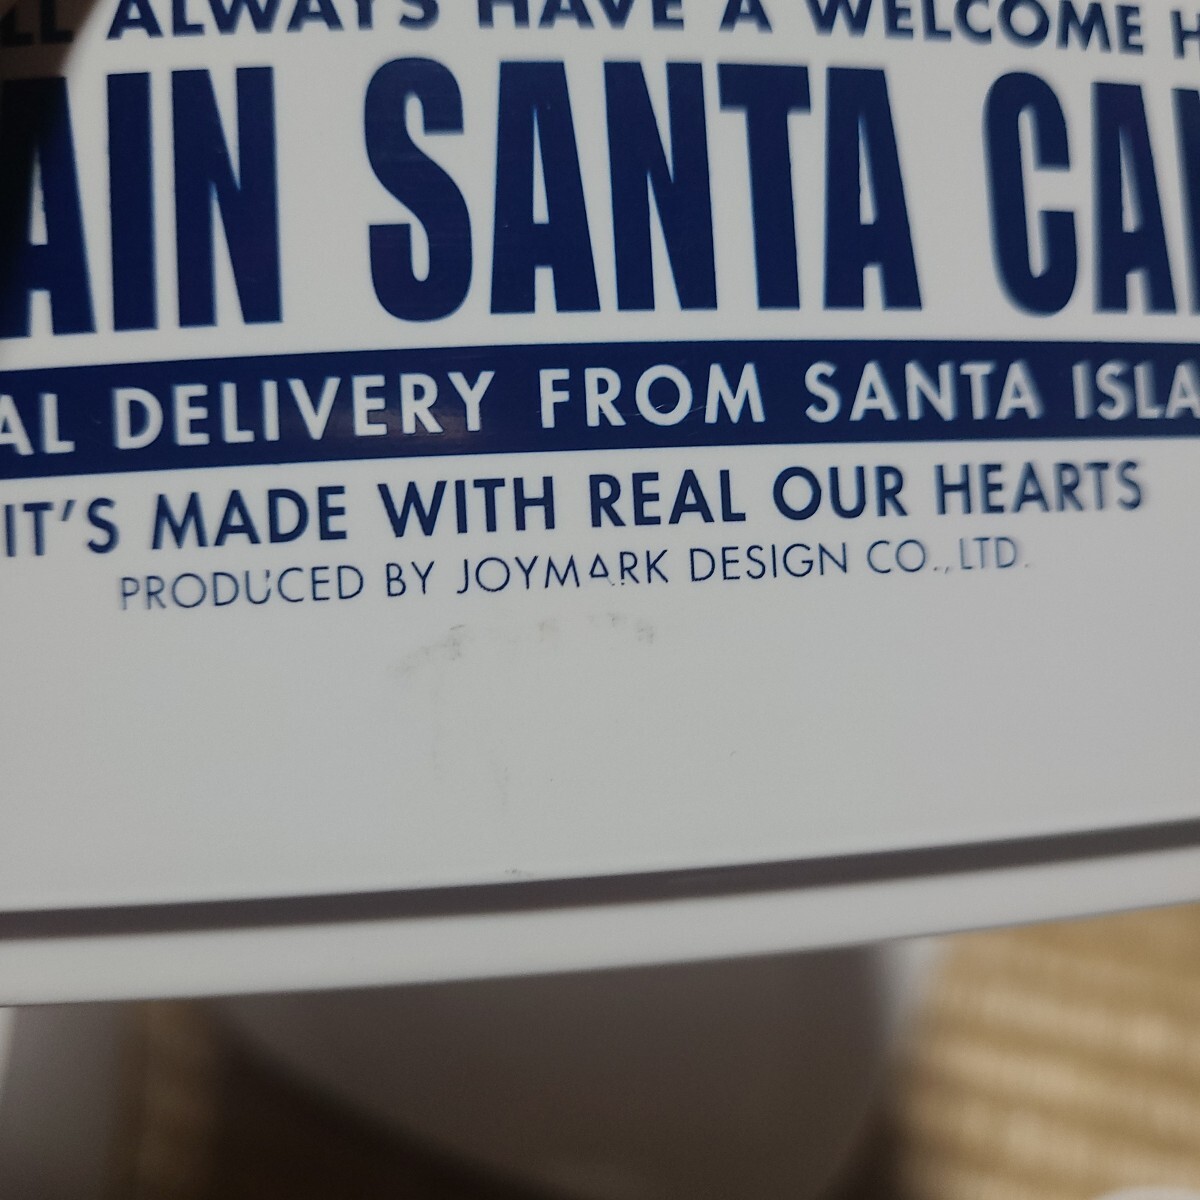 LL ALWAYS HAVE A WELCOME H
AIN SANTA CA
AL DELIVERY FROM SANTA ISLA
IT'S MADE WITH REAL OUR HEARTS
PRODUCED BY JOYMARK DESIGN CO.,LTD.